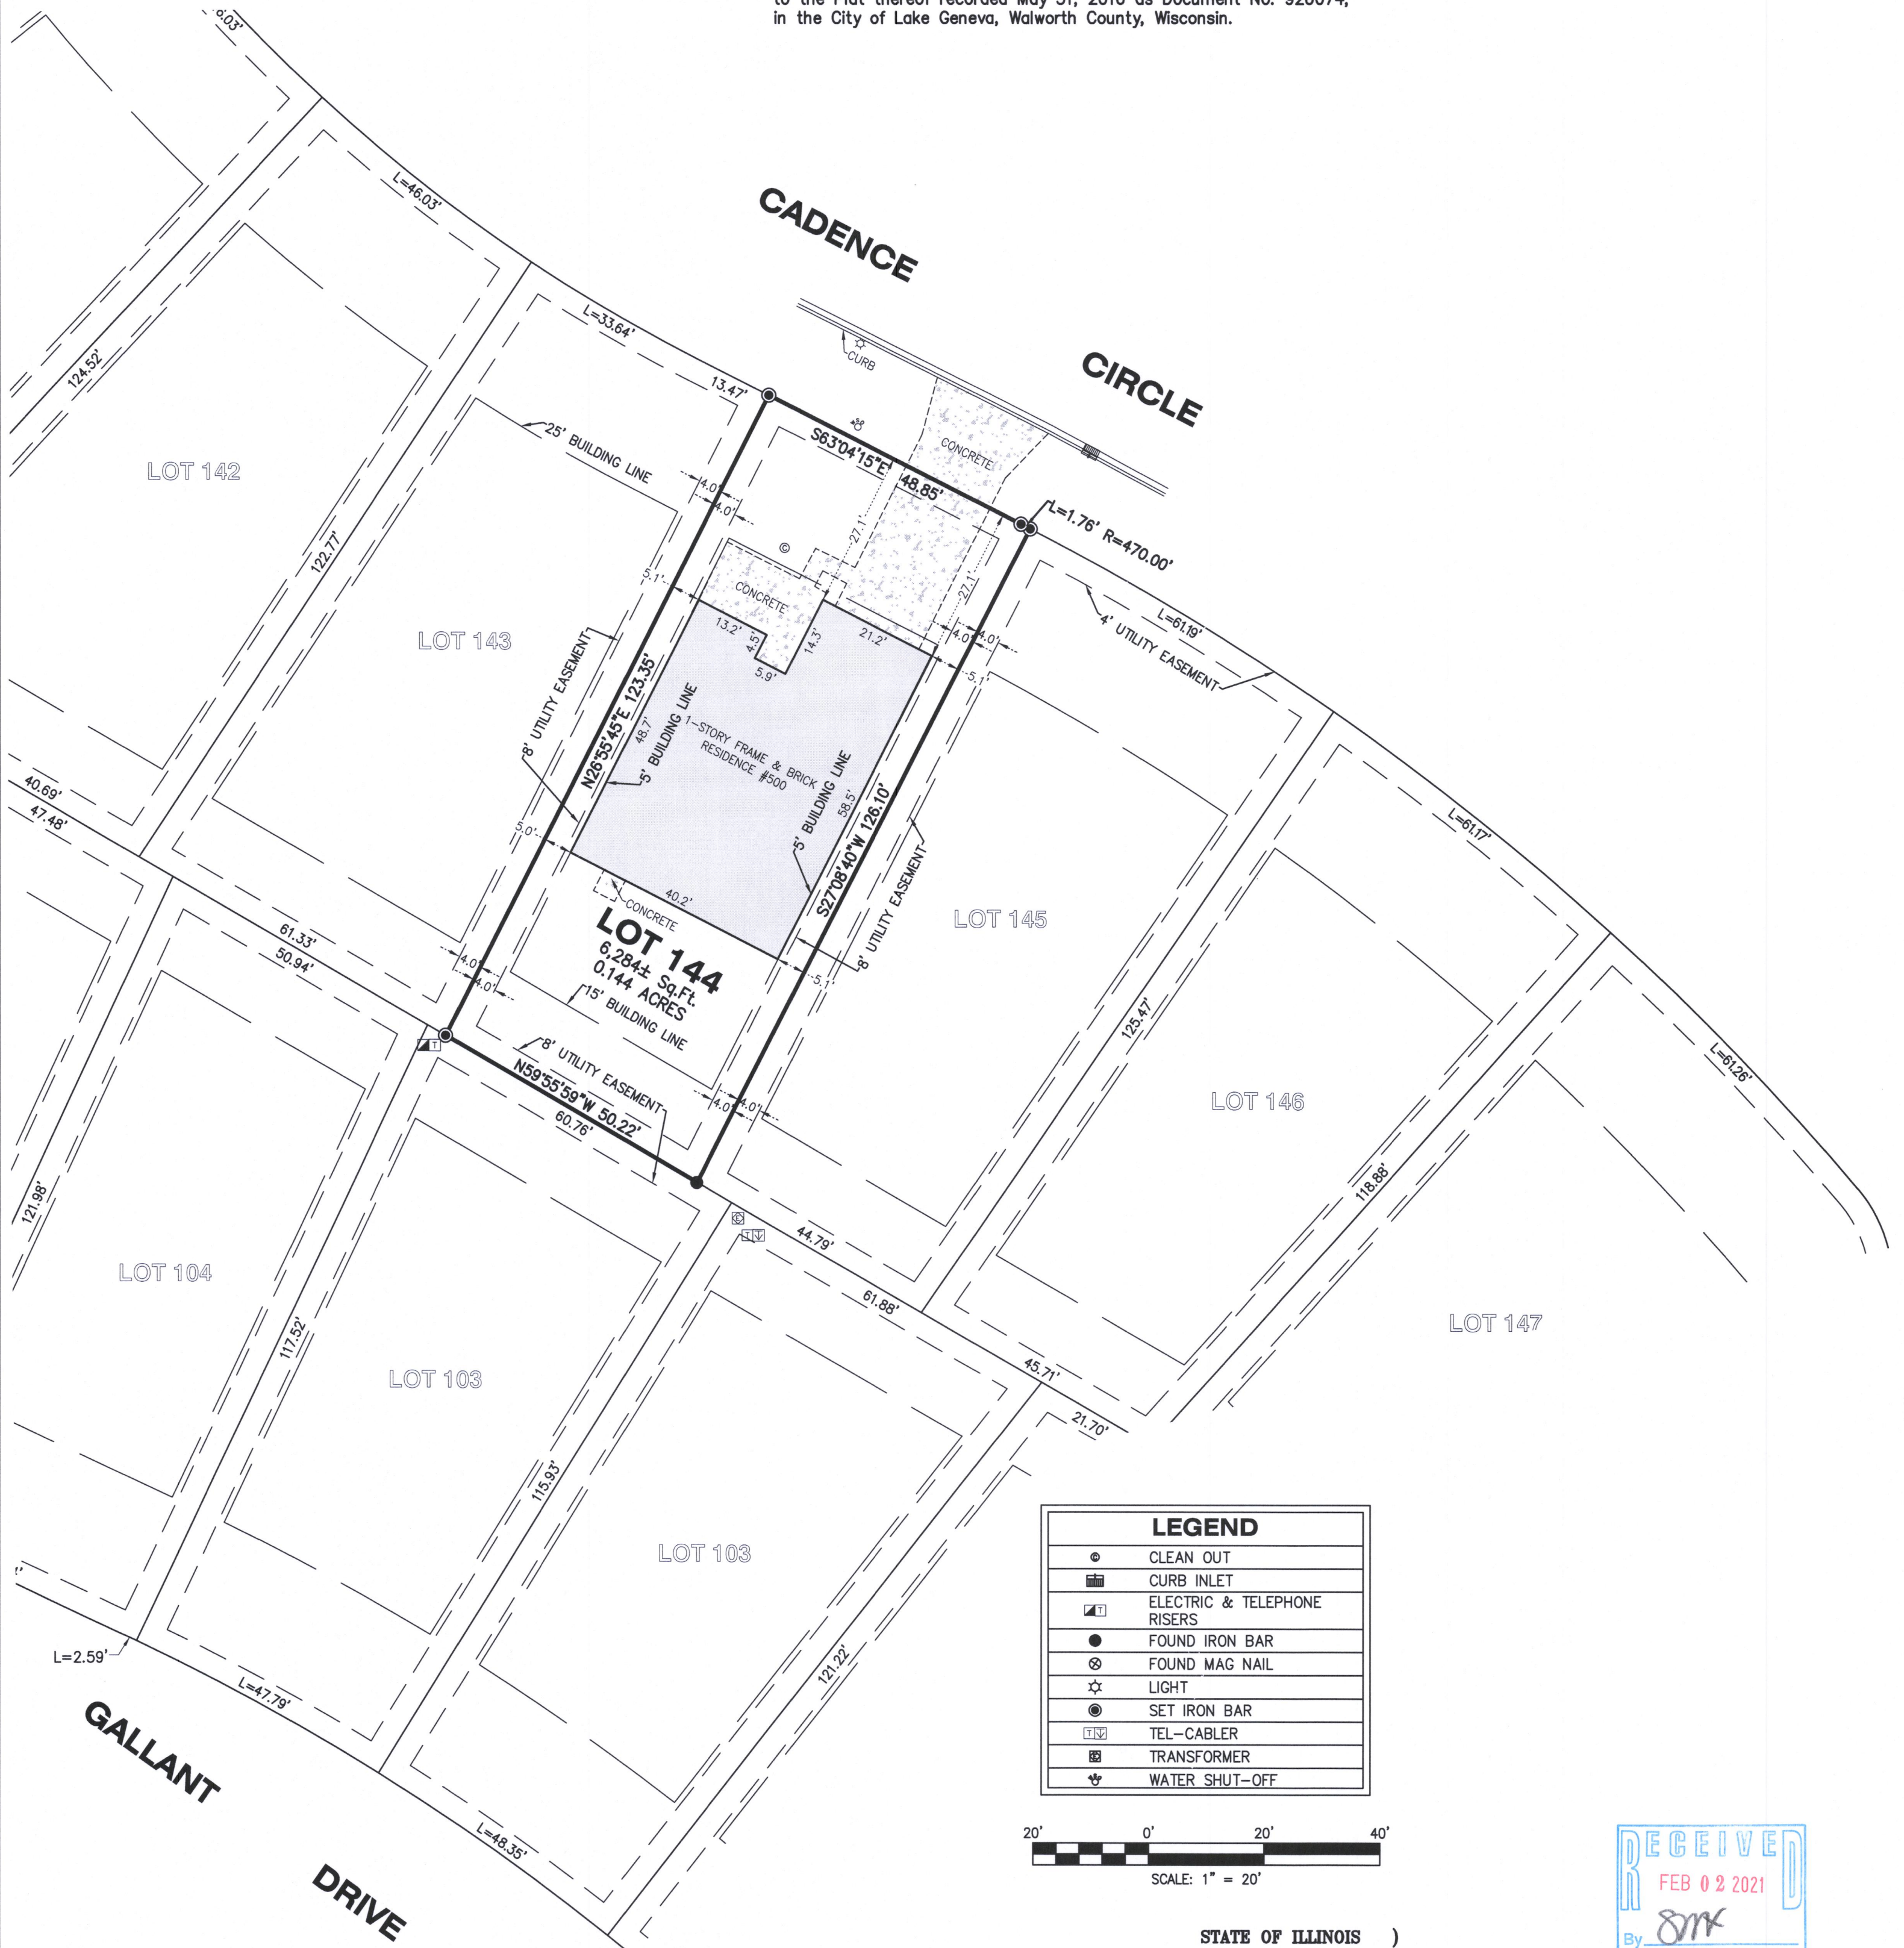 in the City of Lake Geneva, Walworth County, Wisconsin.
CADENCE
CIRCLE
L=46.03'
L=33.64'
13.47'
CURB
CONCRETE
S63°04'15"E
48.85'
L=1.76' R=470.00'
L=61.19'
4' UTILITY EASEMENT
124.52'
LOT 142
25' BUILDING LINE
4.0'
4.0'
27.1'
27.1'
122.77'
LOT 143
5.1'
CONCRETE
13.2'
4.5'
5.9'
14.3'
21.2'
4.0'
4.0'
5.1'
8' UTILITY EASEMENT
N26°55'45"E 123.35'
48.7'
5' BUILDING LINE
1-STORY FRAME & BRICK
RESIDENCE #500
5' BUILDING LINE
58.5'
S27°08'40"W 126.10'
8' UTILITY EASEMENT
5.0'
40.2'
CONCRETE
5.1'
LOT 144
6,284± Sq.Ft.
0.144 ACRES
15' BUILDING LINE
8' UTILITY EASEMENT
N59°55'59"W 50.22'
60.76'
4.0'
4.0'
4.0'
4.0'
40.69'
47.48'
61.33'
50.94'
LOT 145
L=61.17'
L=61.26'
125.47'
LOT 146
118.88'
LOT 147
44.79'
61.88'
45.71'
21.70'
121.98'
LOT 104
117.52'
LOT 103
115.93'
LOT 103
121.22'
L=2.59'
L=47.79'
L=48.35'
GALLANT
DRIVE
LEGEND
CLEAN OUT
CURB INLET
ELECTRIC & TELEPHONE
RISERS
FOUND IRON BAR
FOUND MAG NAIL
LIGHT
SET IRON BAR
TEL-CABLER
TRANSFORMER
WATER SHUT-OFF
20' 0' 20' 40'
SCALE: 1" = 20'
STATE OF ILLINOIS )
RECEIVED
FEB 02 2021
By